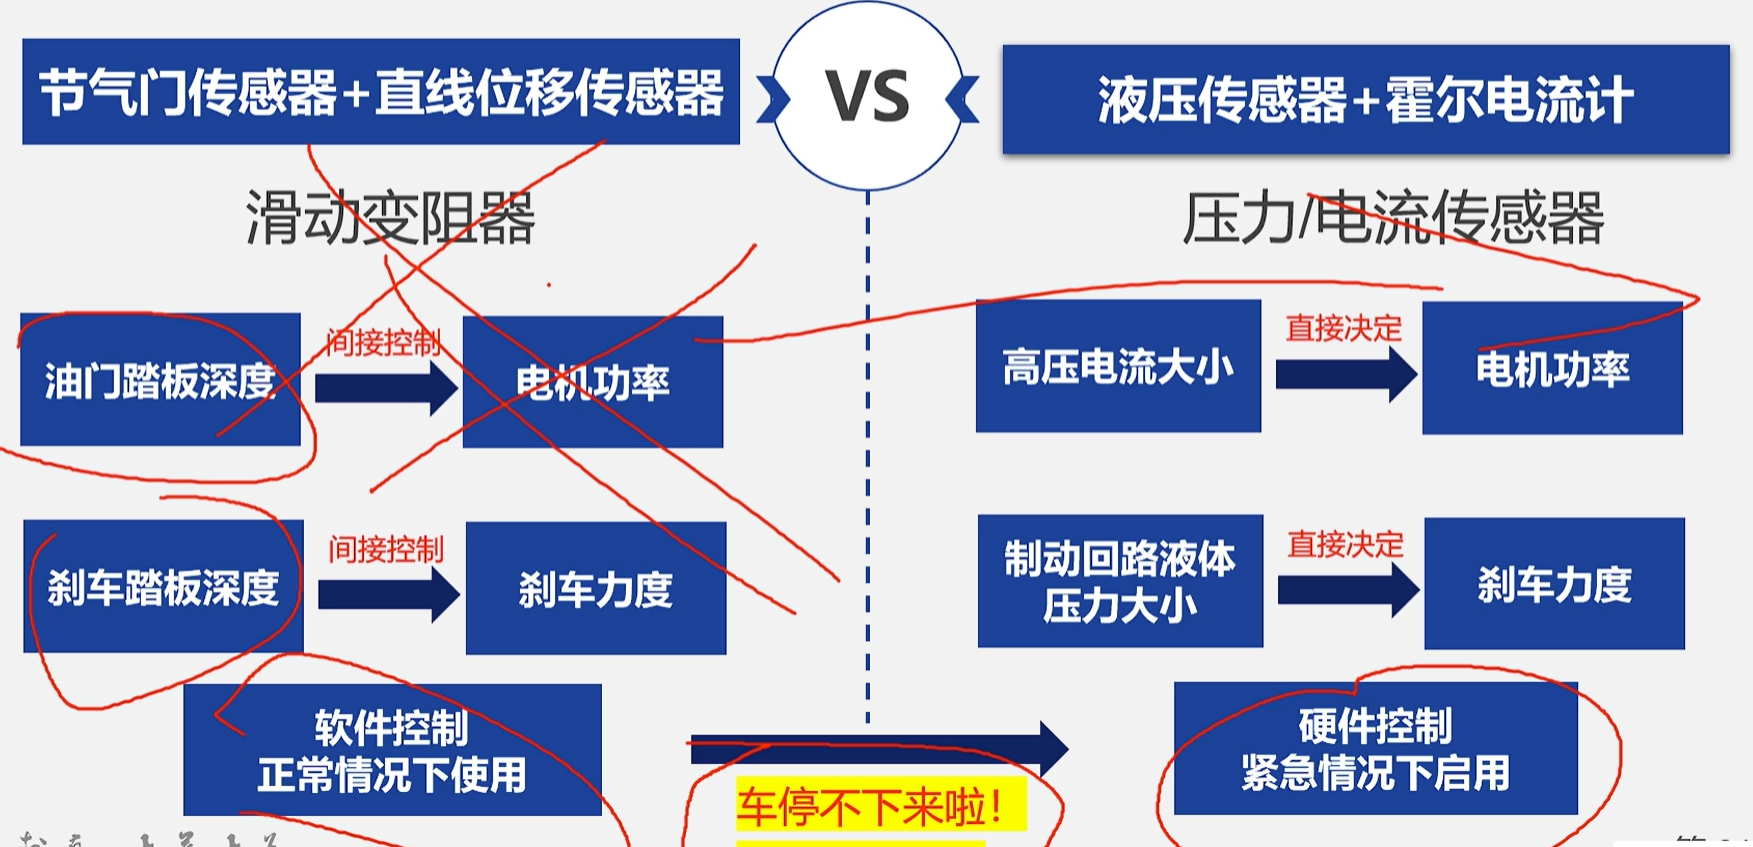 节气门传感器+直线位移传感器
VS
液压传感器+霍尔电流计
滑动变阻器
压力/电流传感器
油门踏板深度
间接控制
电机功率
高压电流大小
直接决定
电机功率
刹车踏板深度
间接控制
刹车力度
制动回路液体
压力大小
直接决定
刹车力度
软件控制
正常情况下使用
车停不下来啦！
硬件控制
紧急情况下启用